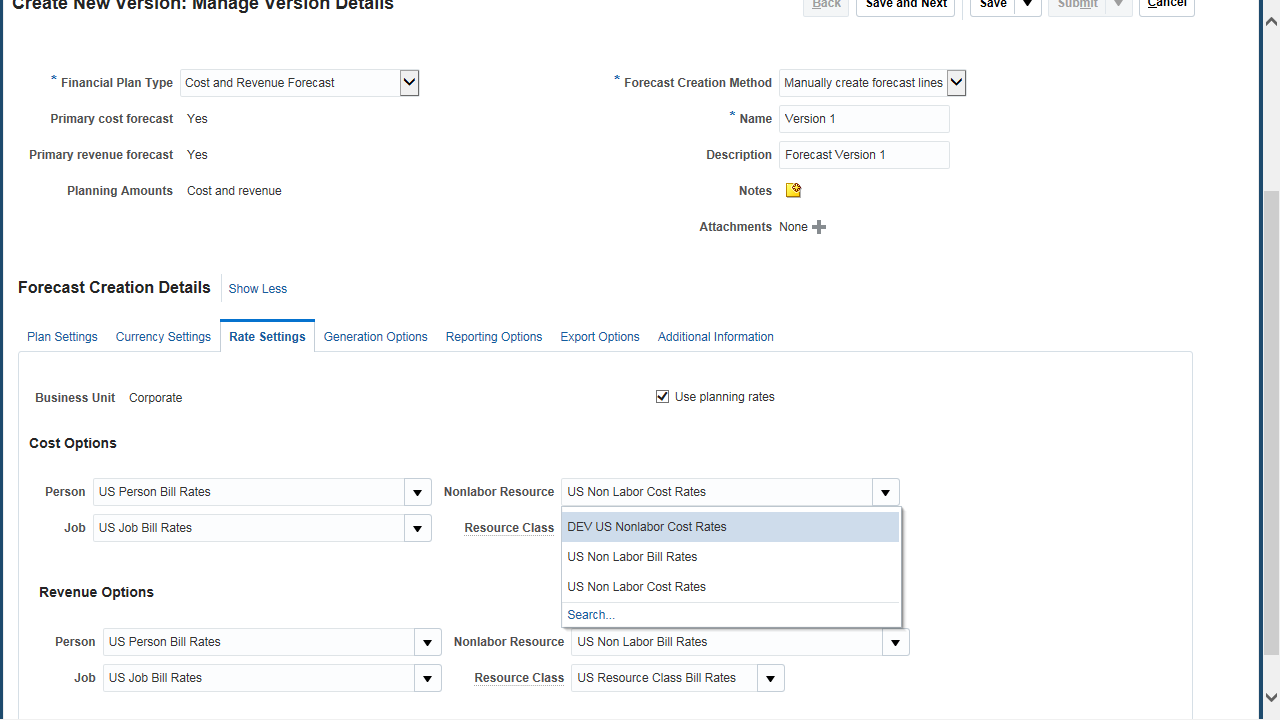 Create New Version: Manage Version Details
Back Save and Next Save Submit Cancel
* Financial Plan Type Cost and Revenue Forecast * Forecast Creation Method Manually create forecast lines
Primary cost forecast Yes * Name Version 1
Primary revenue forecast Yes Description Forecast Version 1
Planning Amounts Cost and revenue Notes
Attachments None
Forecast Creation Details Show Less
Plan Settings Currency Settings Rate Settings Generation Options Reporting Options Export Options Additional Information
Business Unit Corporate Use planning rates
Cost Options
Person US Person Bill Rates Nonlabor Resource US Non Labor Cost Rates
Job US Job Bill Rates Resource Class DEV US Nonlabor Cost Rates
US Non Labor Bill Rates
US Non Labor Cost Rates
Search...
Revenue Options
Person US Person Bill Rates Nonlabor Resource US Non Labor Bill Rates
Job US Job Bill Rates Resource Class US Resource Class Bill Rates